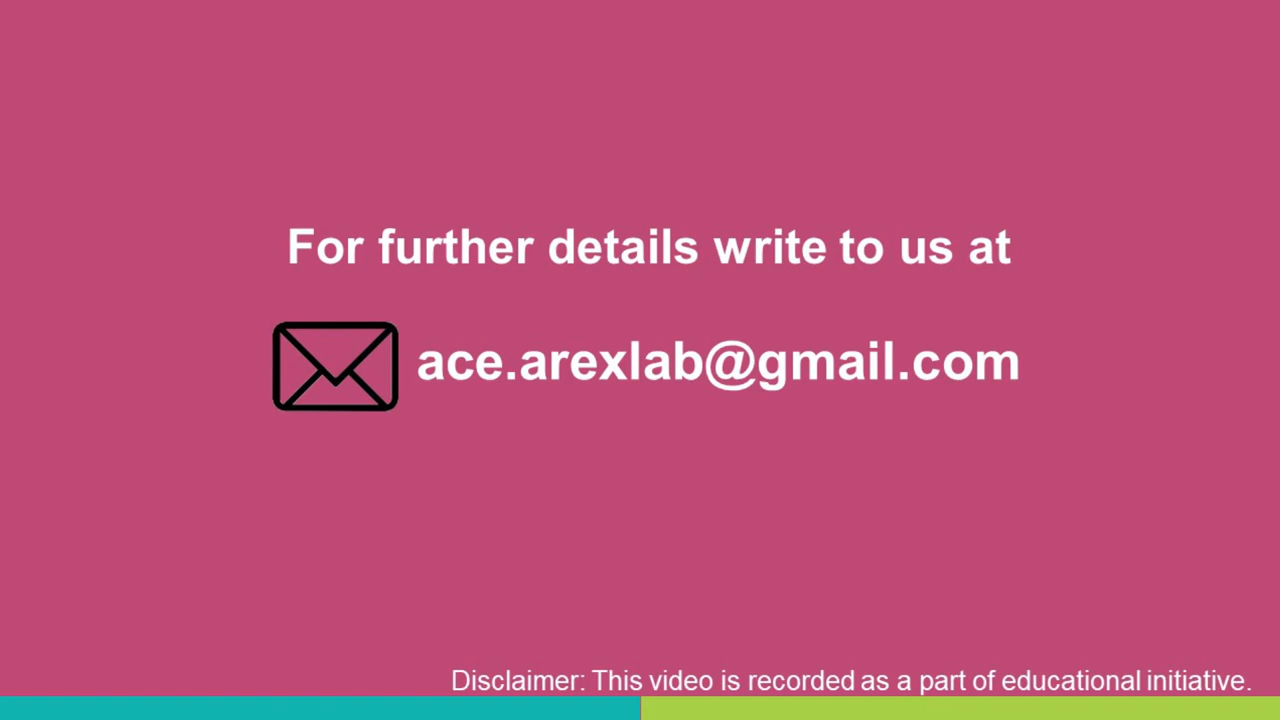 For further details write to us at
ace.arexlab@gmail.com
Disclaimer: This video is recorded as a part of educational initiative.